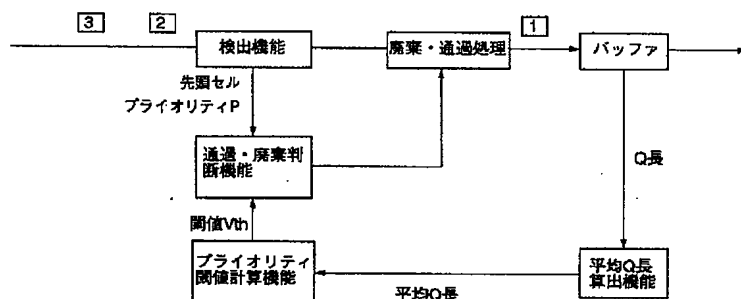 3
2
1
検出機能
廃棄・通過処理
バッファ
先頭セル
プライオリティP
通過・廃棄判
断機能
Q長
閾値Vth
プライオリティ
閾値計算機能
平均Q長
平均Q長
算出機能